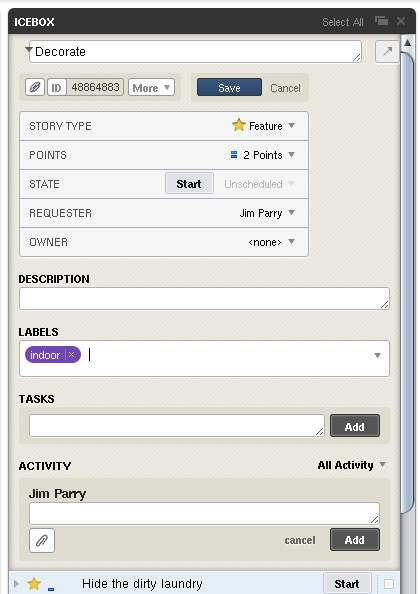 ICEBOX Select All
Decorate
ID 48864883 More Save Cancel
STORY TYPE Feature
POINTS 2 Points
STATE Start Unscheduled
REQUESTER Jim Parry
OWNER <none>
DESCRIPTION
LABELS
indoor
TASKS
Add
ACTIVITY All Activity
Jim Parry
cancel Add
Hide the dirty laundry Start